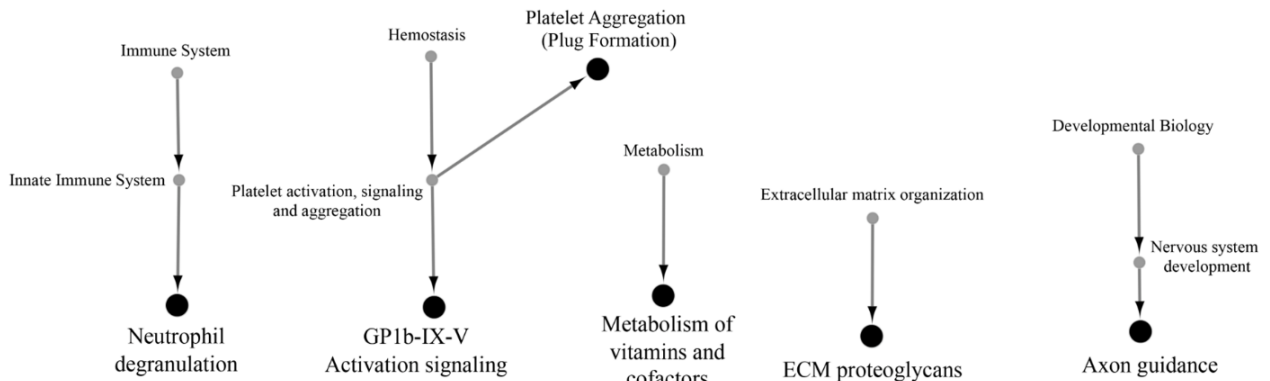 Immune System
Innate Immune System
Neutrophil
degranulation
Hemostasis
Platelet Aggregation
(Plug Formation)
Platelet activation, signaling
and aggregation
GP1b-IX-V
Activation signaling
Metabolism
Metabolism of
vitamins and
cofactors
Extracellular matrix organization
ECM proteoglycans
Developmental Biology
Nervous system
development
Axon guidance